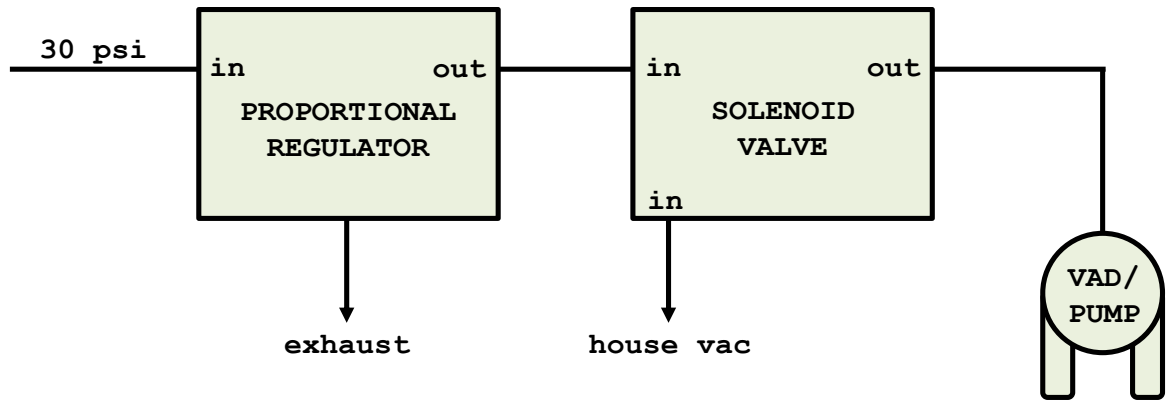 30 psi
in
out
PROPORTIONAL
REGULATOR
exhaust
in
out
SOLENOID
VALVE
in
house vac
VAD/
PUMP